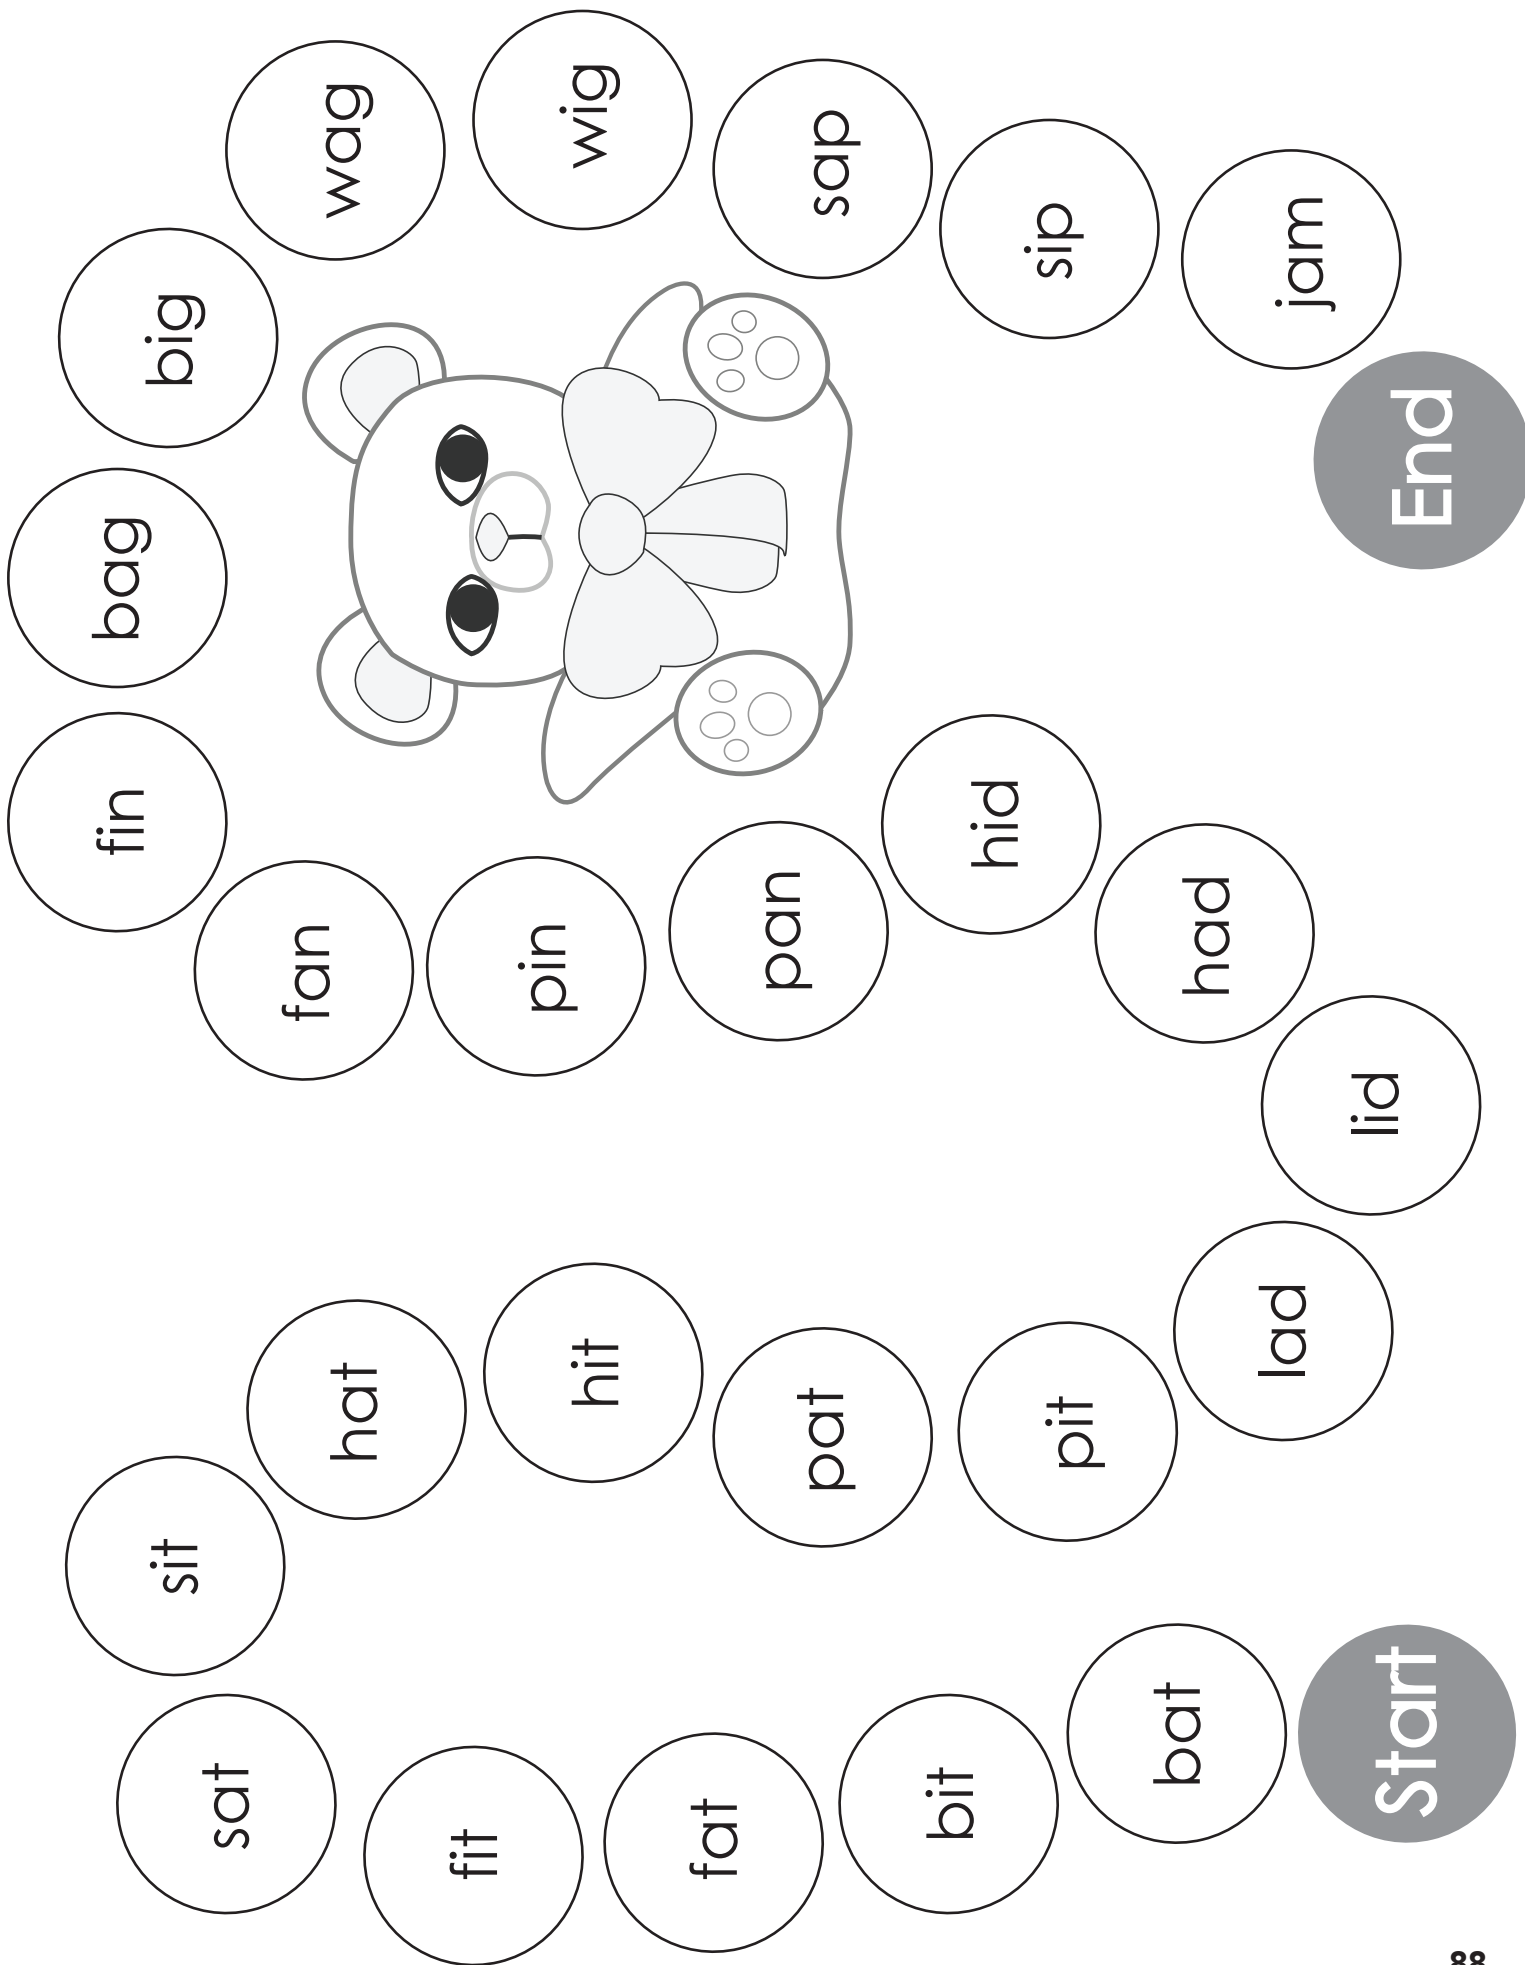 Start
bat
bit
fat
fit
sat
sit
hat
hit
pat
pit
lad
lid
had
hid
pan
pin
fan
fin
bag
big
wag
wig
sap
sip
jam
End
88